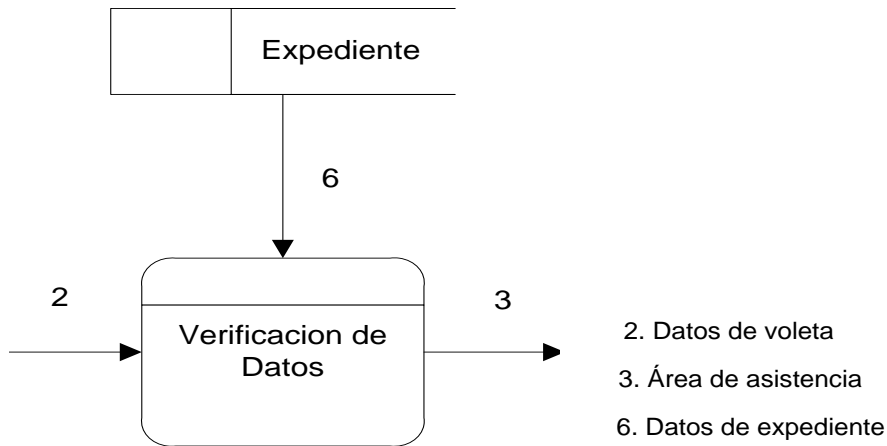 Expediente
6
2
3
Verificacion de
Datos
2. Datos de voleta
3. Área de asistencia
6. Datos de expediente